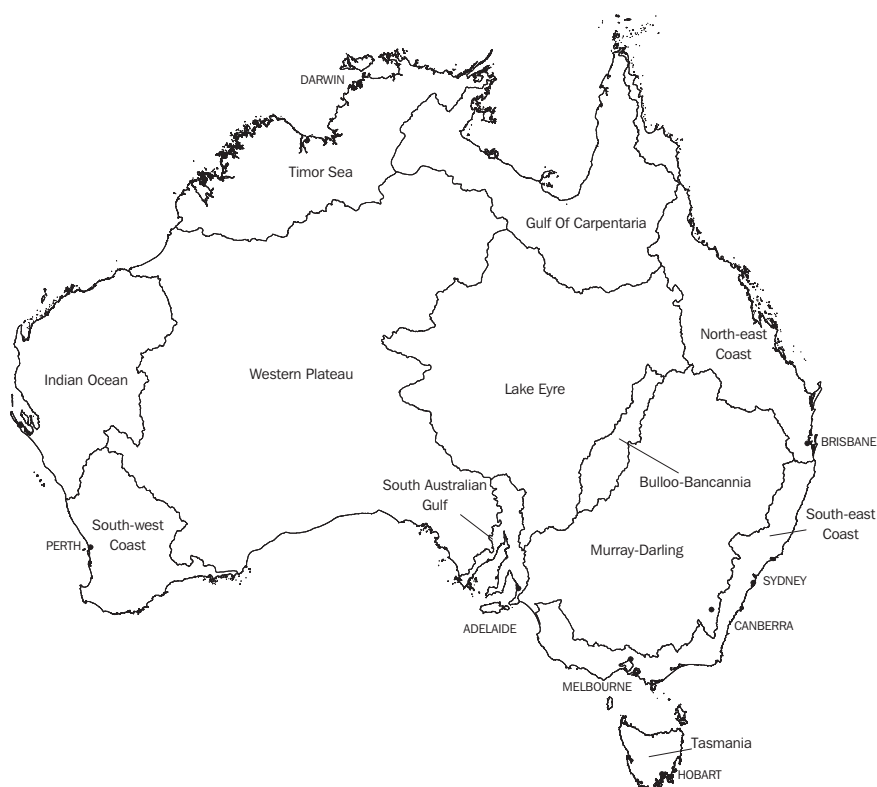 DARWIN
Timor Sea
Gulf Of Carpentaria
North-east
Coast
Western Plateau
Indian Ocean
Lake Eyre
BRISBANE
South Australian
Gulf
Bulloo-Bancannia
South-west
Coast
South-east
Coast
PERTH
Murray-Darling
SYDNEY
ADELAIDE
CANBERRA
MELBOURNE
Tasmania
HOBART